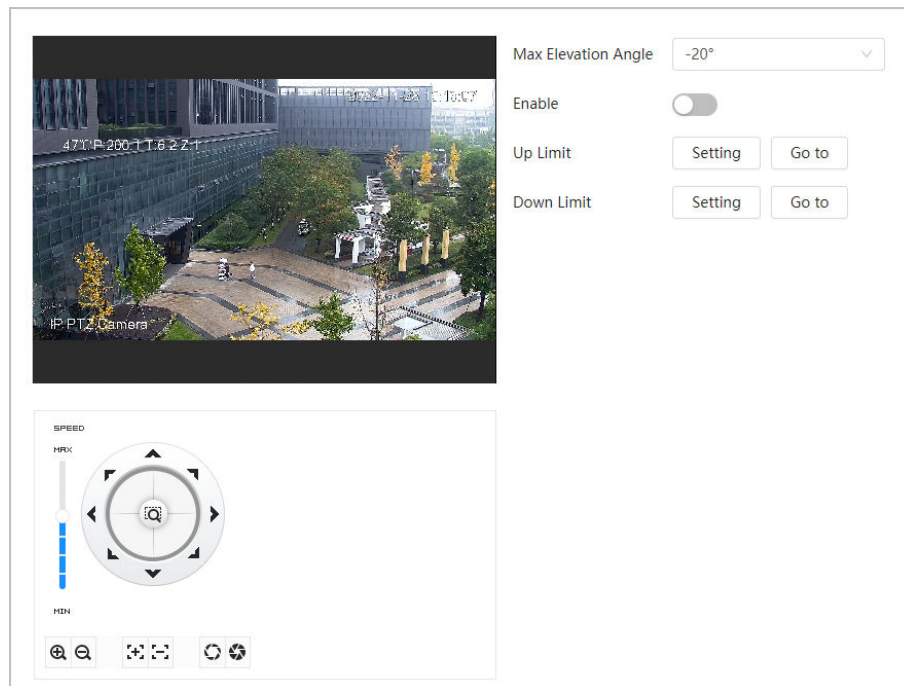 Max Elevation Angle
-20°
Enable
Up Limit
Setting
Go to
Down Limit
Setting
Go to
IP PTZ Camera
SPEED
MAX
MIN